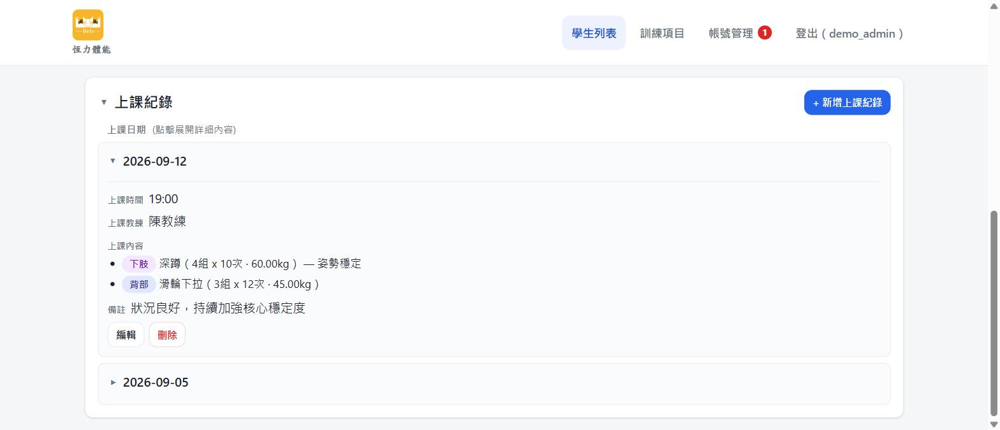 恆力體能
學生列表
訓練項目
帳號管理 1
登出 ( demo_admin )
▼ 上課紀錄
+ 新增上課紀錄
上課日期 (點擊展開詳細內容)
▼ 2026-09-12
上課時間 19:00
上課教練 陳教練
上課內容
• 下肢 深蹲 ( 4組 x 10次 · 60.00kg ) — 姿勢穩定
• 背部 滑輪下拉 ( 3組 x 12次 · 45.00kg )
備註 狀況良好，持續加強核心穩定度
編輯 刪除
► 2026-09-05